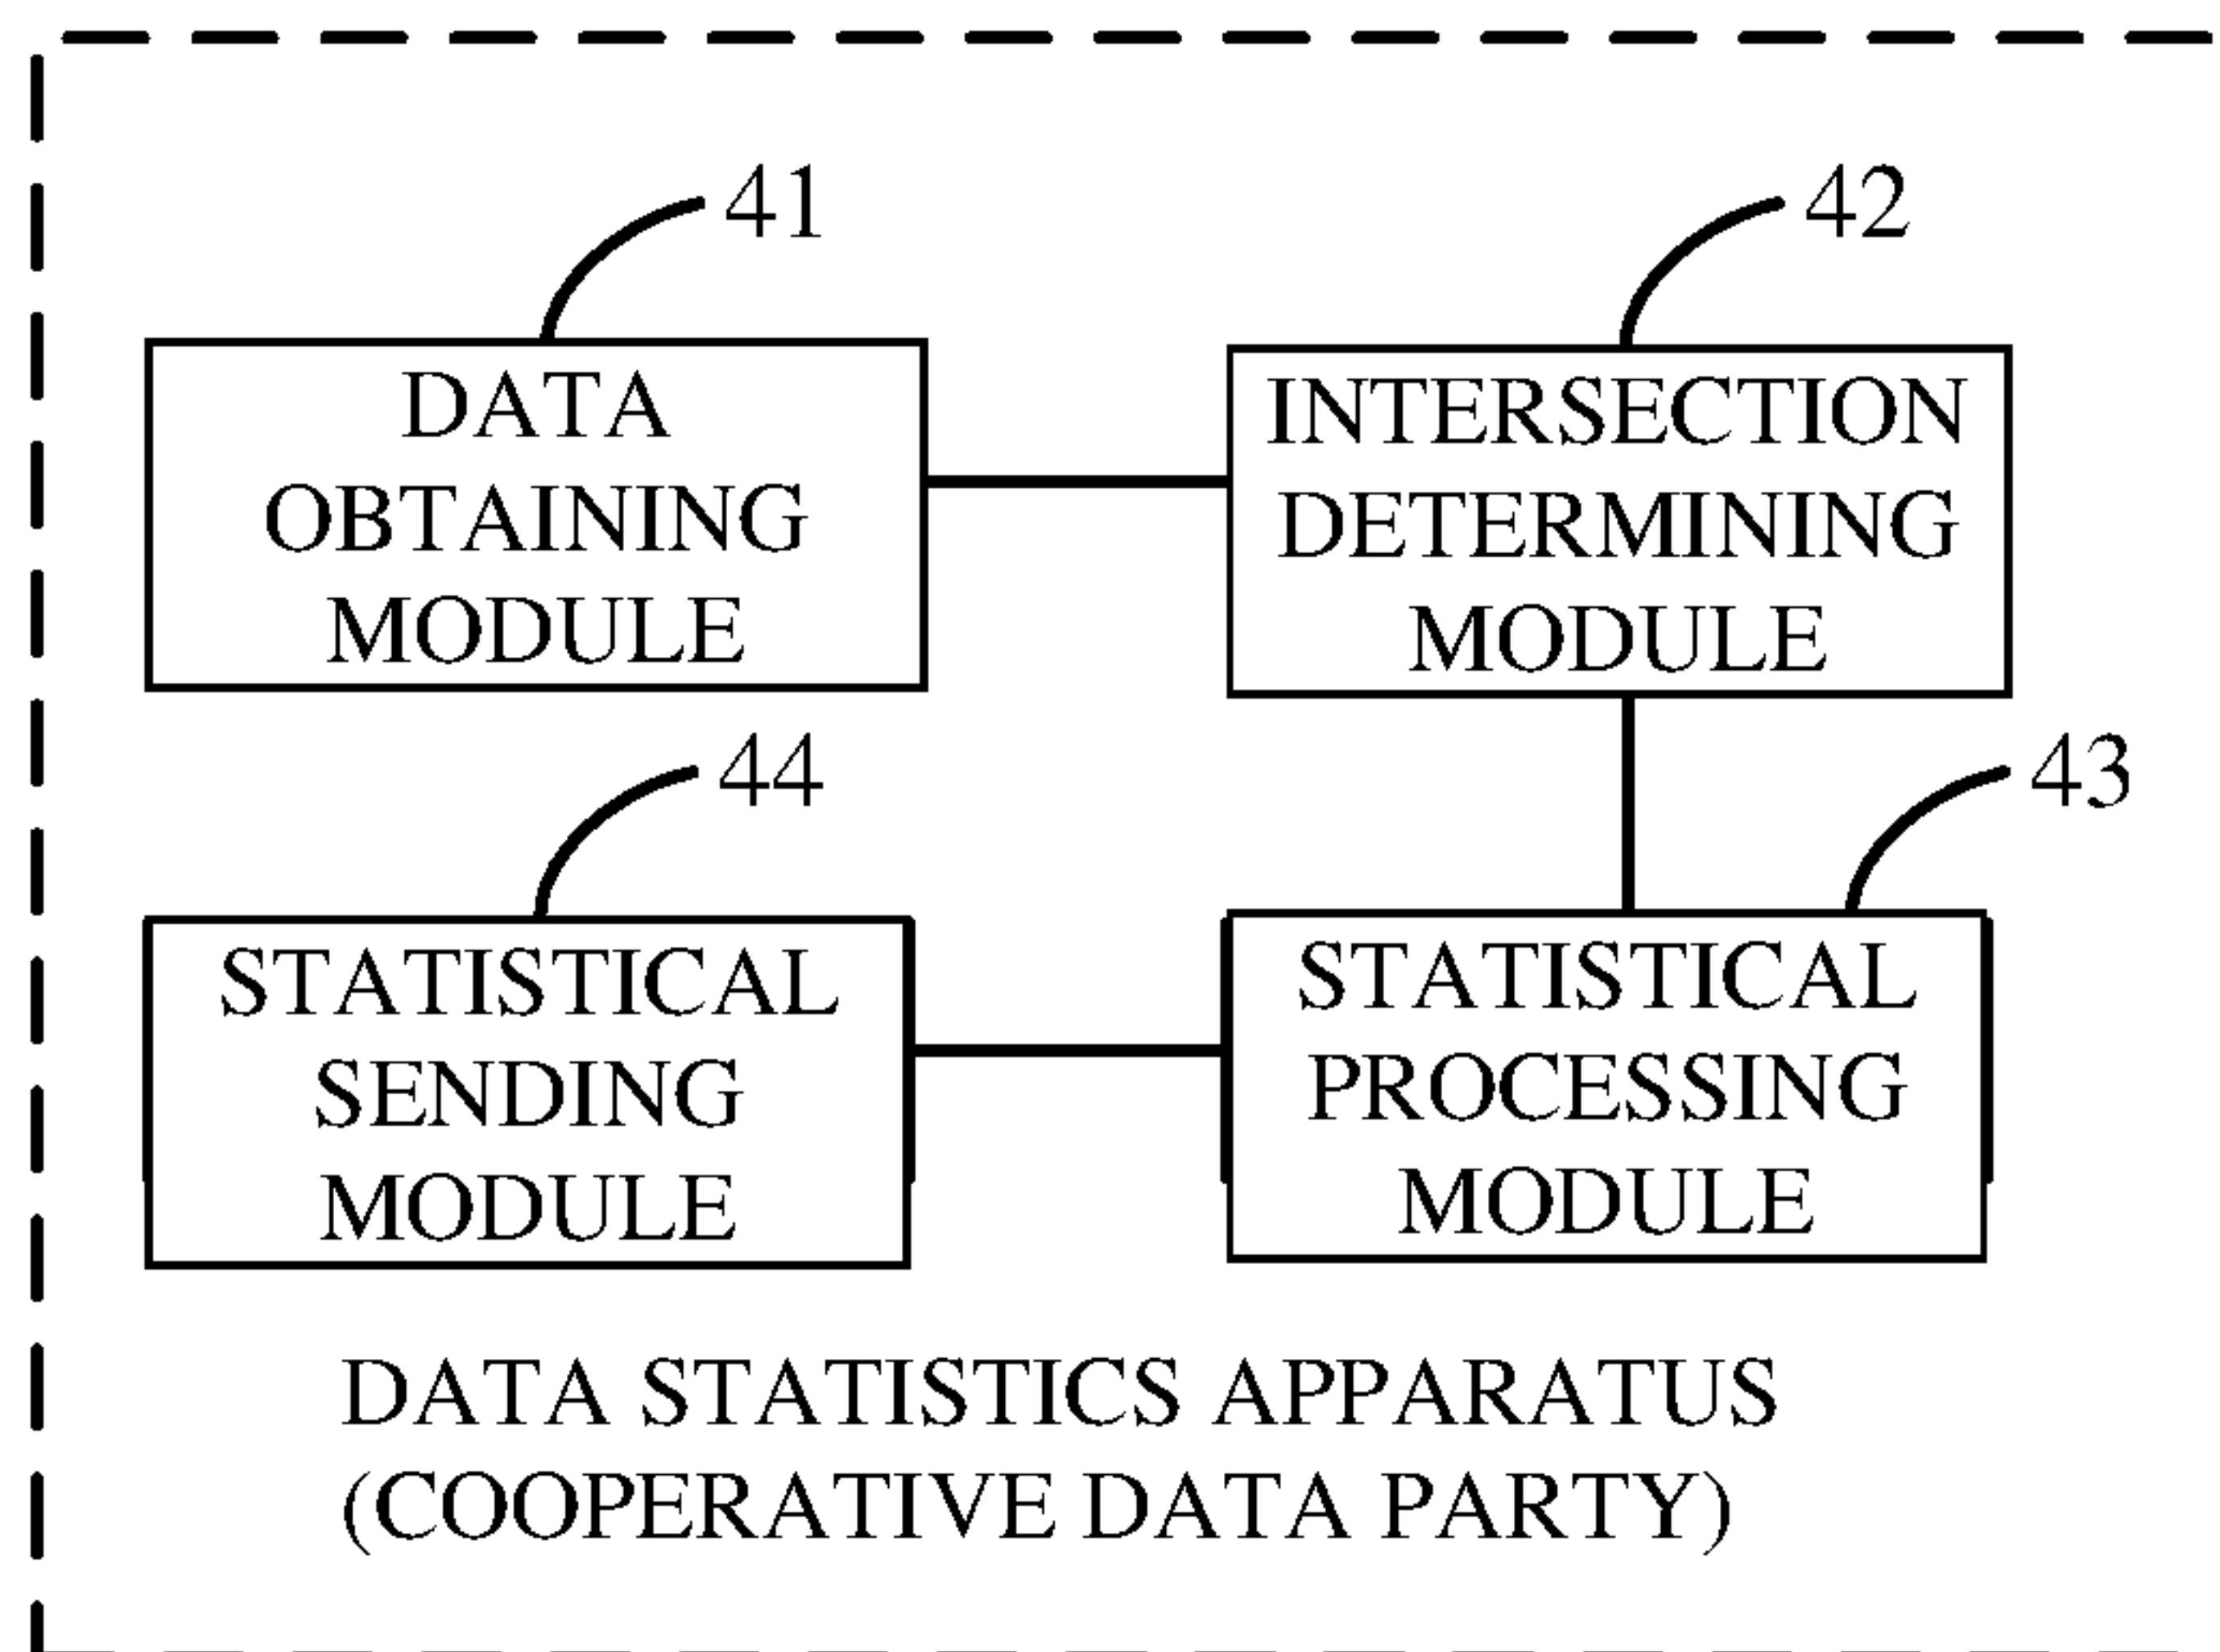 41
DATA
OBTAINING
MODULE
42
INTERSECTION
DETERMINING
MODULE
44
STATISTICAL
SENDING
MODULE
43
STATISTICAL
PROCESSING
MODULE
DATA STATISTICS APPARATUS
(COOPERATIVE DATA PARTY)